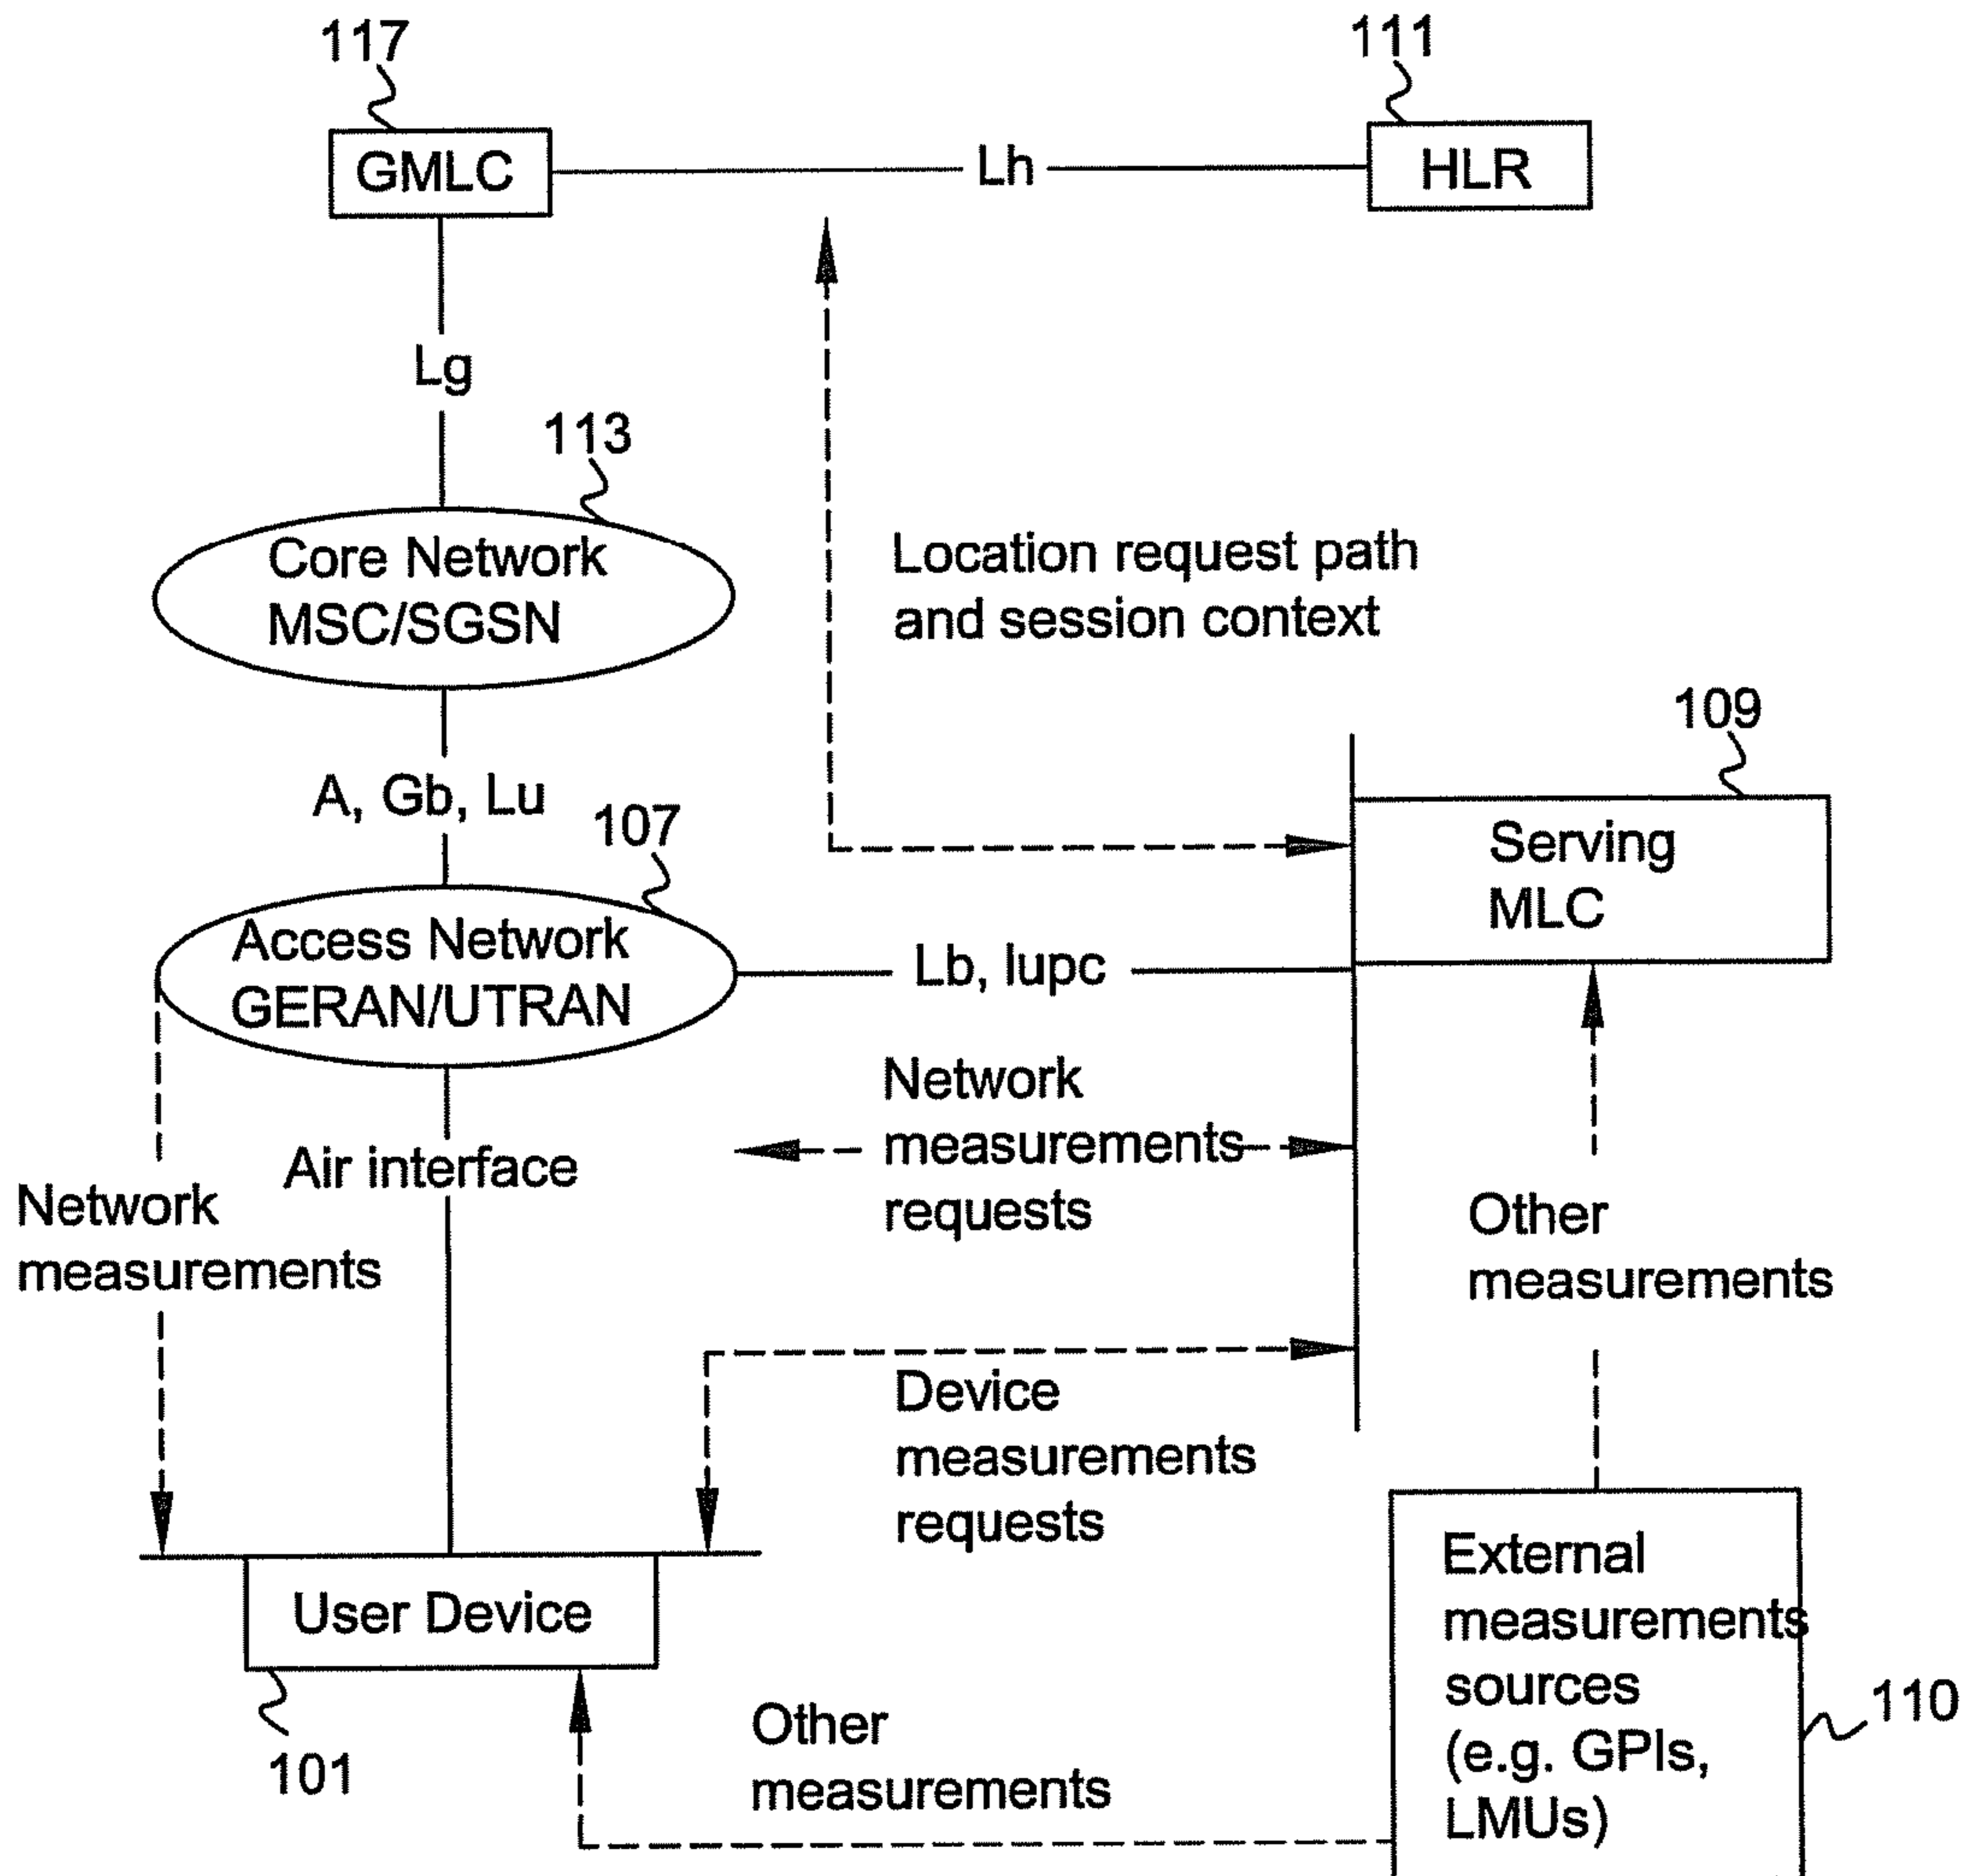 117
111
GMLC
Lh
HLR
Lg
113
Core Network
MSC/SGSN
Location request path
and session context
109
A, Gb, Lu
107
Serving
MLC
Access Network
GERAN/UTRAN
Lb, Iupc
Network
measurements
requests
Air interface
Network
measurements
Other
measurements
Device
measurements
requests
User Device
External
measurements
sources
(e.g. GPIs,
LMUs)
110
101
Other
measurements